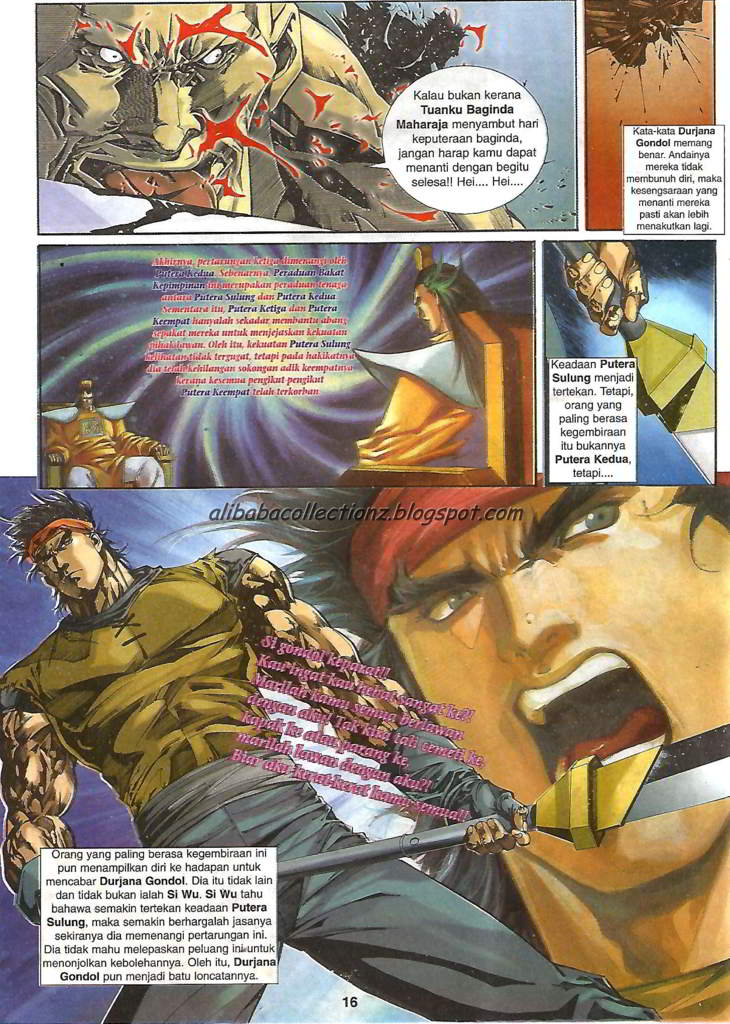 Kalau bukan kerana
Tuanku Baginda
Maharaja menyambut hari
keputeraan baginda,
jangan harap kamu dapat
menanti dengan begitu
selesa!! Hei.... Hei....
Kata-kata Durjana
Gondol memang
benar. Andainya
mereka tidak
membunuh diri, maka
kesengsaraan yang
menanti mereka
pasti akan lebih
menakutkan lagi.
Akhirnya, pertarungan ketiga dimenangi oleh
Putera Kedua. Sebenarnya, Peraduan Bakat
Kepimpinan ini merupakan peraduan tenaga
antara Putera Sulung dan Putera Kedua.
Sementara itu, Putera Ketiga dan Putera
Keempat hanyalah sekadar membantu abang
sepakat mereka untuk menjejaskan kekuatan
pihak lawan. Oleh itu, kekuatan Putera Sulung
kelihatan tidak tergugat, tetapi pada hakikatnya
dia telah kehilangan sokongan adik keempatnya
kerana kesemua pengikut-pengikut
Putera Keempat telah terkorban.
Keadaan Putera
Sulung menjadi
tertekan. Tetapi,
orang yang
paling berasa
kegembiraan
itu bukannya
Putera Kedua,
tetapi....
alibabacollectionz.blogspot.com
Si gondol keparat!!
Kau ingat kau hebat sangat ke?!
Marilah kamu semua berlawan
dengan aku! Tak kira lah cemeti ke,
kapak ke atau parang ke,
marilah lawan dengan aku?!
Biar aku kerat-kerat kamu semua!!
Orang yang paling berasa kegembiraan ini
pun menampilkan diri ke hadapan untuk
mencabar Durjana Gondol. Dia itu tidak lain
dan tidak bukan ialah Si Wu. Si Wu tahu
bahawa semakin tertekan keadaan Putera
Sulung, maka semakin berhargalah jasanya
sekiranya dia memenangi pertarungan ini.
Dia tidak mahu melepaskan peluang ini untuk
menonjolkan kebolehannya. Oleh itu, Durjana
Gondol pun menjadi batu loncatannya.
16